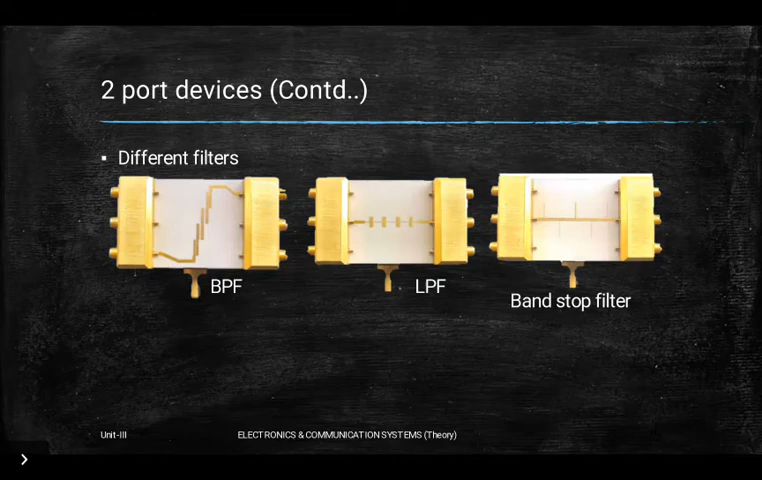 2 port devices (Contd..)
▪ Different filters
BPF
LPF
Band stop filter
Unit-III
ELECTRONICS & COMMUNICATION SYSTEMS (Theory)